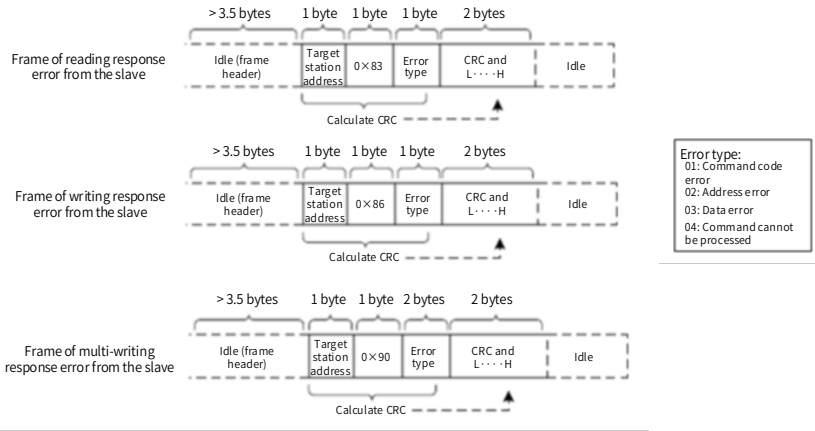 > 3.5 bytes 1 byte 1 byte 1 byte 2 bytes
Frame of reading response
error from the slave
Idle (frame
header)
Target
station
address
0×83
Error
type
CRC and
L····H
Idle
Calculate CRC
> 3.5 bytes 1 byte 1 byte 1 byte 2 bytes
Frame of writing response
error from the slave
Idle (frame
header)
Target
station
address
0×86
Error
type
CRC and
L····H
Idle
Calculate CRC
Error type:
01: Command code
error
02: Address error
03: Data error
04: Command cannot
be processed
> 3.5 bytes 1 byte 1 byte 2 bytes 2 bytes
Frame of multi-writing
response error from the slave
Idle (frame
header)
Target
station
address
0×90
Error
type
CRC and
L····H
Idle
Calculate CRC